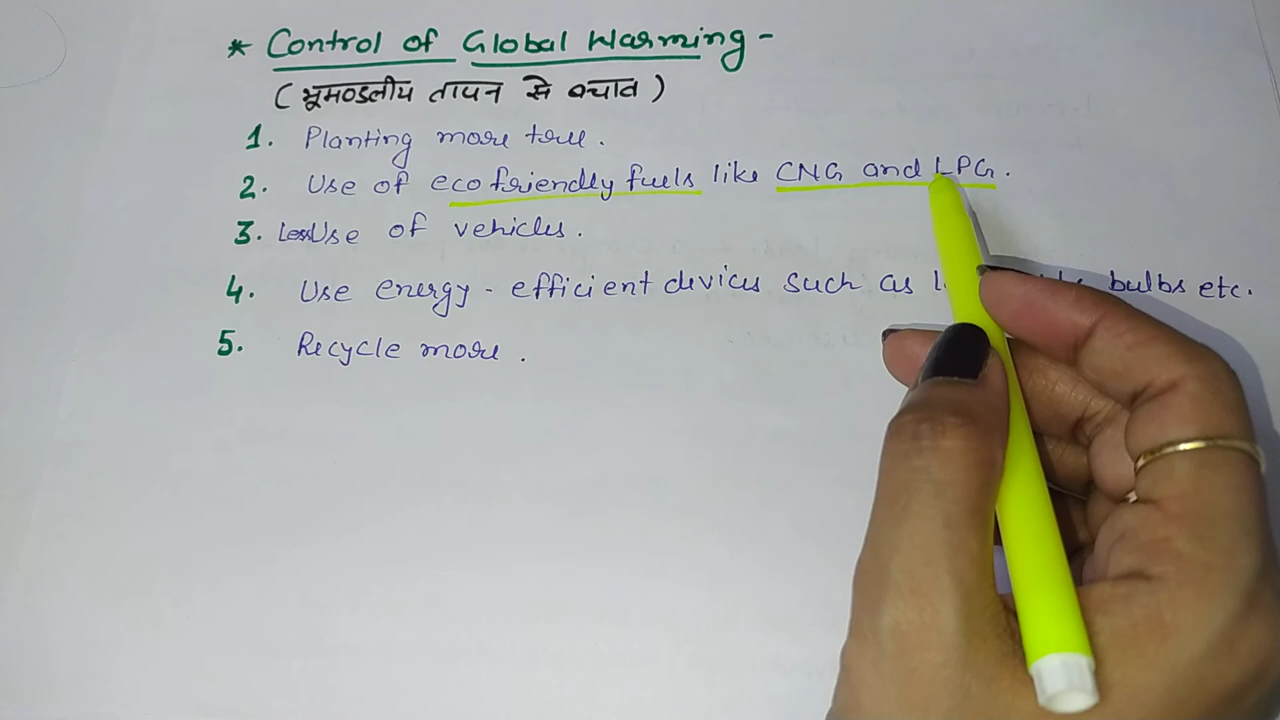 * Control of Global Warming -
(भूमण्डलीय तापन से बचाव)
1. Planting more tree.
2. Use of eco friendly fuels like CNG and LPG.
3. Less Use of vehicles.
4. Use energy - efficient devices such as bulbs etc.
5. Recycle more.